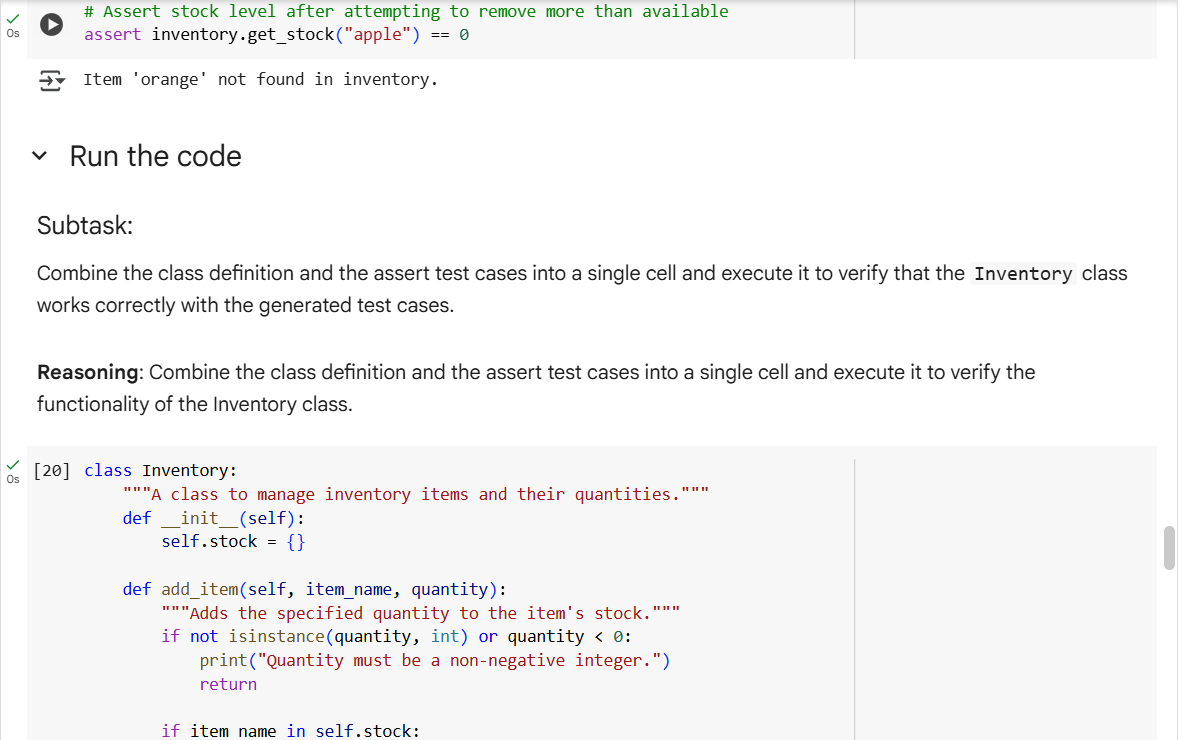 # Assert stock level after attempting to remove more than available
0s
assert inventory.get_stock("apple") == 0
Item 'orange' not found in inventory.
Run the code
Subtask:
Combine the class definition and the assert test cases into a single cell and execute it to verify that the Inventory class
works correctly with the generated test cases.
Reasoning: Combine the class definition and the assert test cases into a single cell and execute it to verify the
functionality of the Inventory class.
0s
[20] class Inventory:
"""A class to manage inventory items and their quantities."""
def __init__(self):
self.stock = {}
def add_item(self, item_name, quantity):
"""Adds the specified quantity to the item's stock."""
if not isinstance(quantity, int) or quantity < 0:
print("Quantity must be a non-negative integer.")
return
if item_name in self.stock: